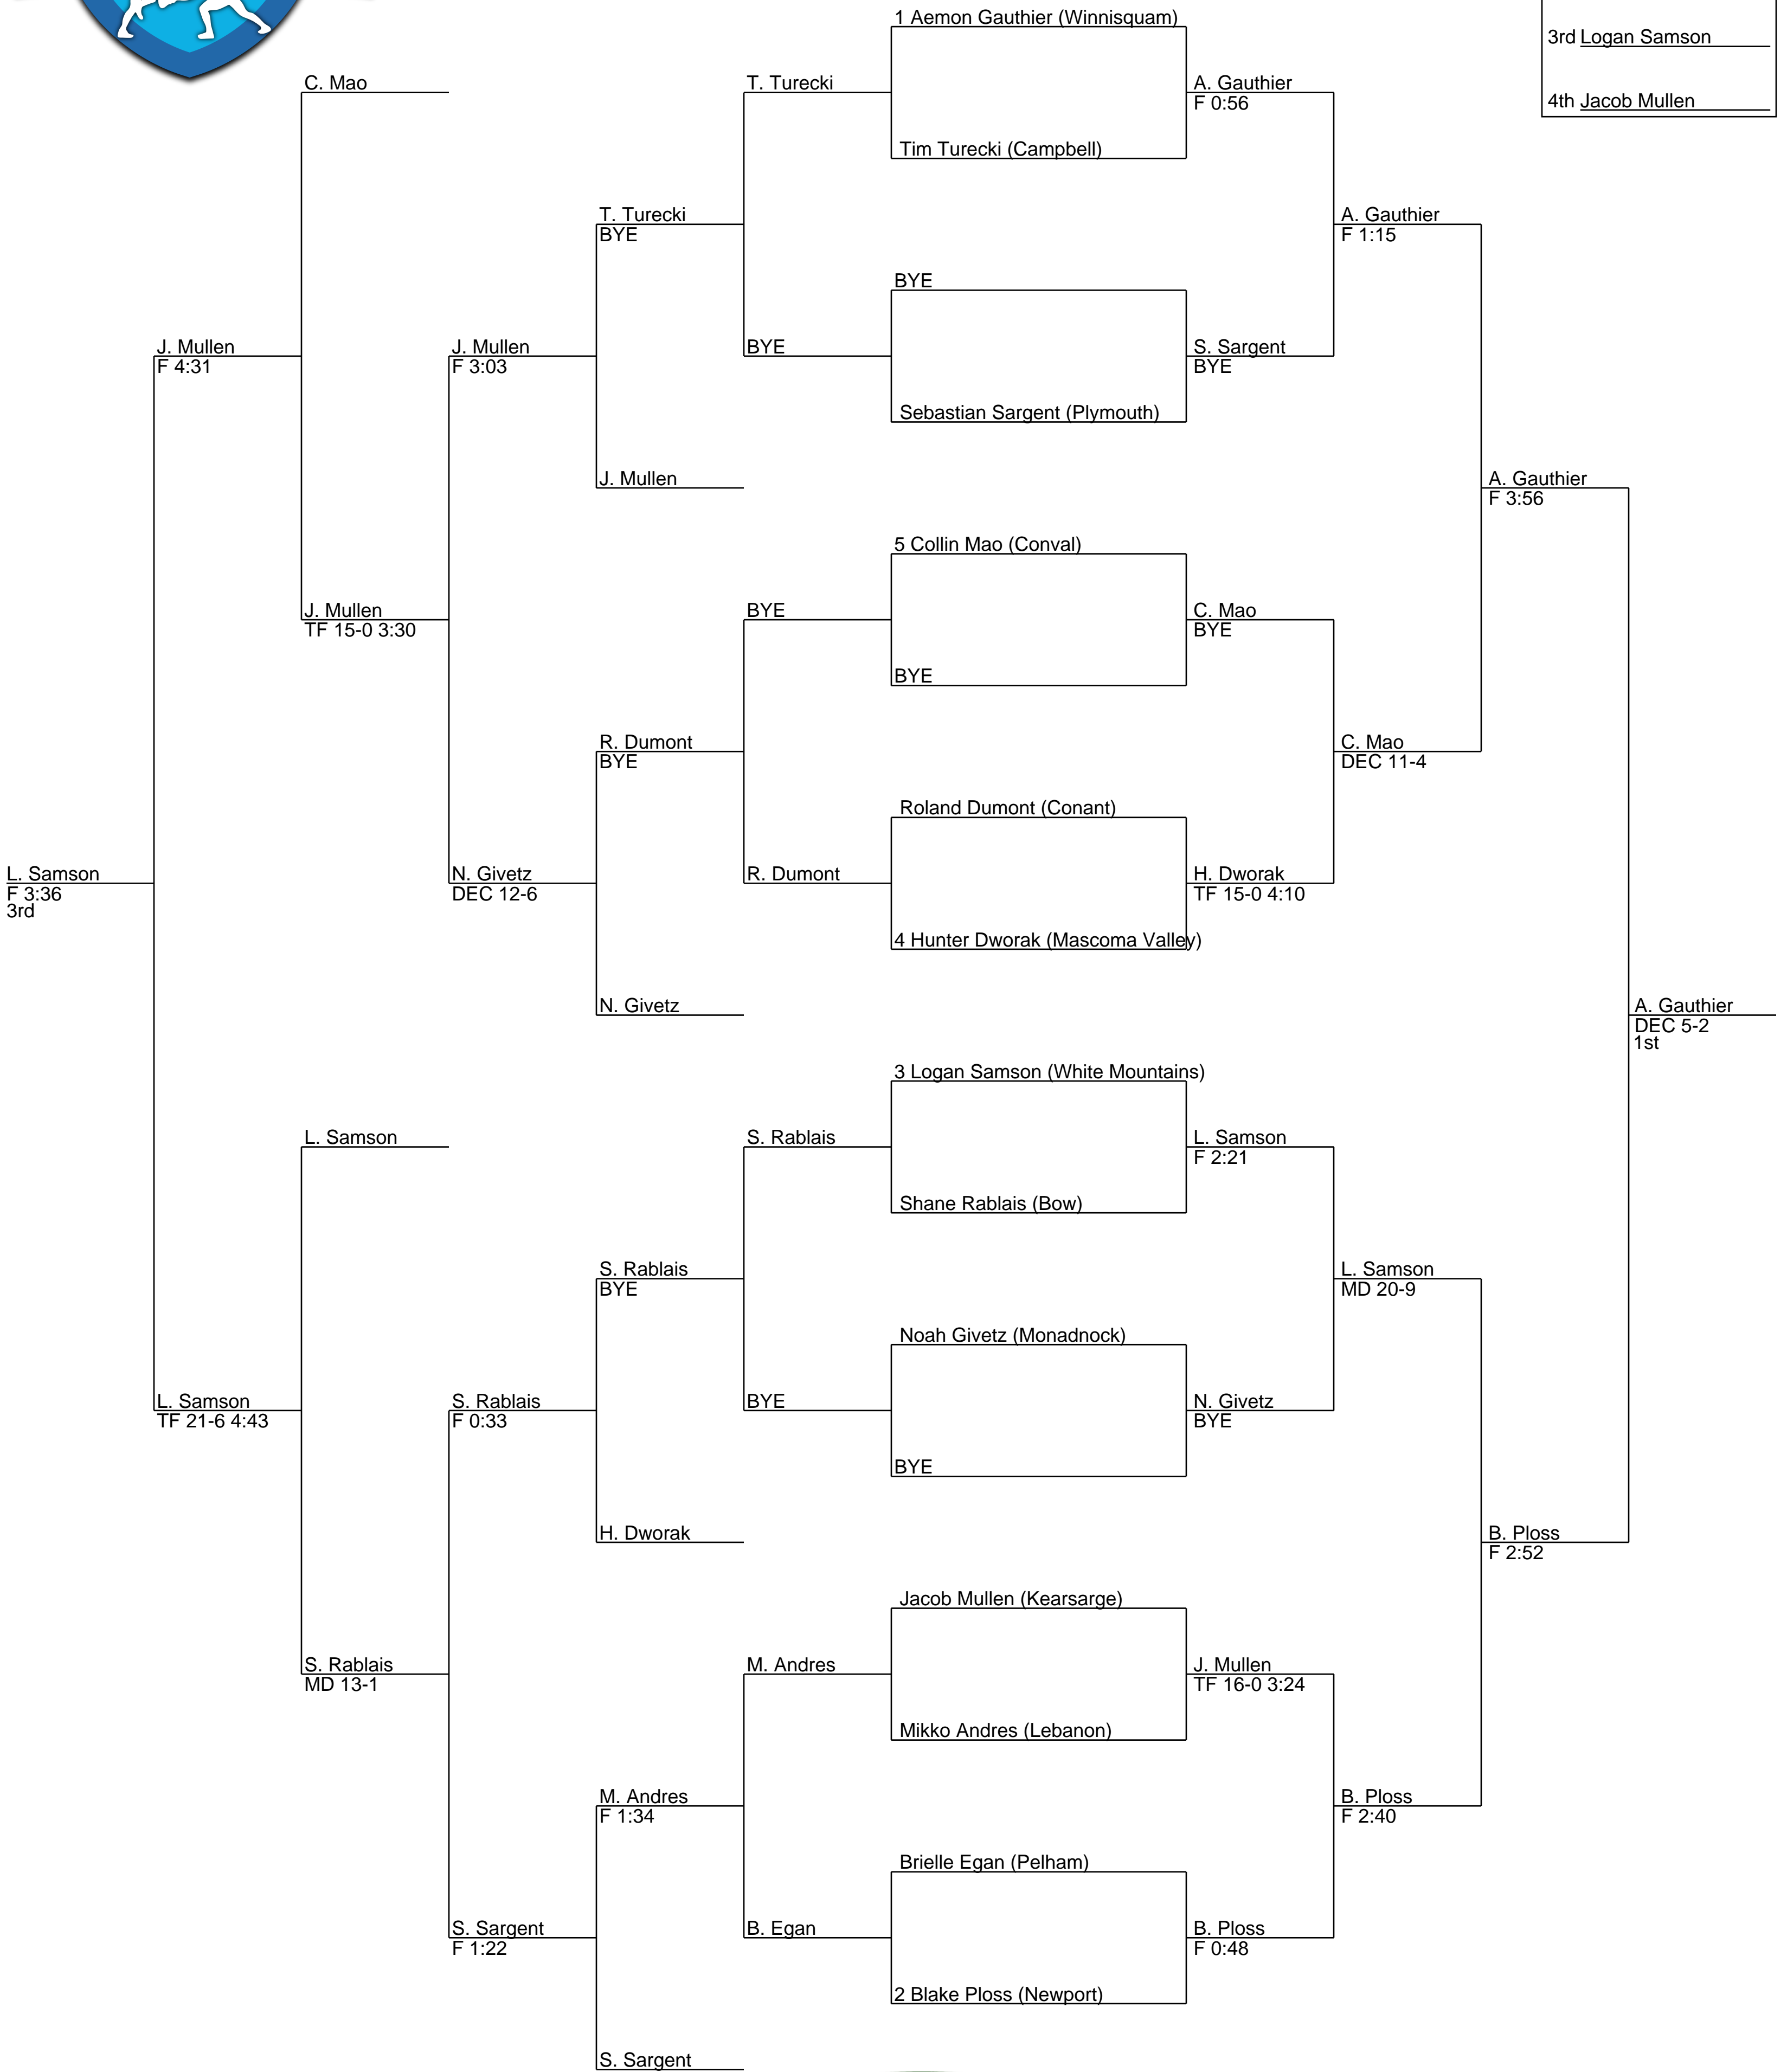 1 Aemon Gauthier (Winnisquam)
3rd Logan Samson
C. Mao
T. Turecki
A. Gauthier
F 0:56
4th Jacob Mullen
Tim Turecki (Campbell)
T. Turecki
BYE
A. Gauthier
F 1:15
BYE
J. Mullen
F 4:31
J. Mullen
F 3:03
BYE
S. Sargent
BYE
Sebastian Sargent (Plymouth)
J. Mullen
A. Gauthier
F 3:56
5 Collin Mao (Conval)
J. Mullen
TF 15-0 3:30
BYE
C. Mao
BYE
BYE
R. Dumont
BYE
C. Mao
DEC 11-4
Roland Dumont (Conant)
L. Samson
F 3:36
3rd
N. Givetz
DEC 12-6
R. Dumont
H. Dworak
TF 15-0 4:10
4 Hunter Dworak (Mascoma Valley)
N. Givetz
A. Gauthier
DEC 5-2
1st
3 Logan Samson (White Mountains)
L. Samson
S. Rablais
L. Samson
F 2:21
Shane Rablais (Bow)
S. Rablais
BYE
L. Samson
MD 20-9
Noah Givetz (Monadnock)
L. Samson
TF 21-6 4:43
S. Rablais
F 0:33
BYE
N. Givetz
BYE
BYE
H. Dworak
B. Ploss
F 2:52
Jacob Mullen (Kearsarge)
S. Rablais
MD 13-1
M. Andres
J. Mullen
TF 16-0 3:24
Mikko Andres (Lebanon)
M. Andres
F 1:34
B. Ploss
F 2:40
Brielle Egan (Pelham)
S. Sargent
F 1:22
B. Egan
B. Ploss
F 0:48
2 Blake Ploss (Newport)
S. Sargent